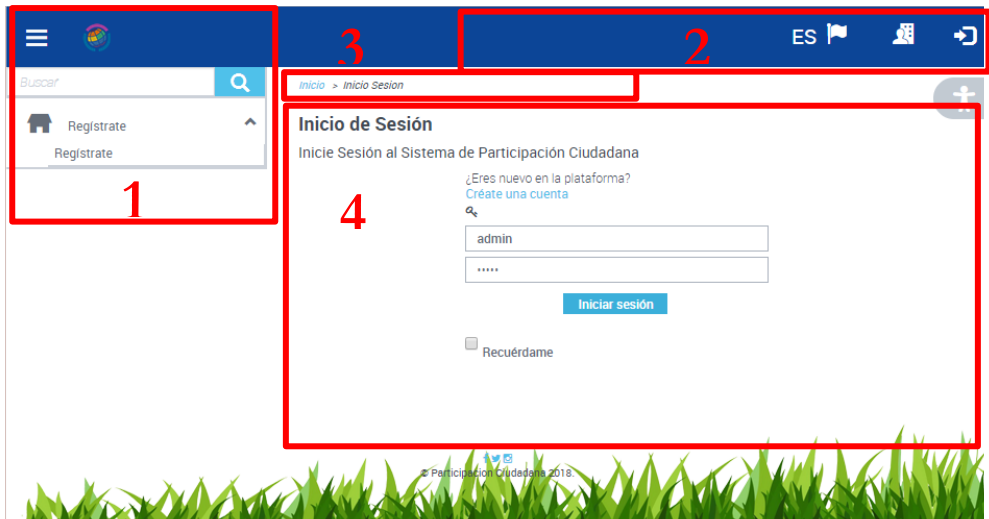 3
2
ES
Buscar
Inicio > Inicio Sesion
Regístrate
Regístrate
1
Inicio de Sesión
Inicie Sesión al Sistema de Participación Ciudadana
¿Eres nuevo en la plataforma?
Créate una cuenta
4
admin
•••••
Iniciar sesión
Recuérdame
© Participacion Ciudadana 2018.